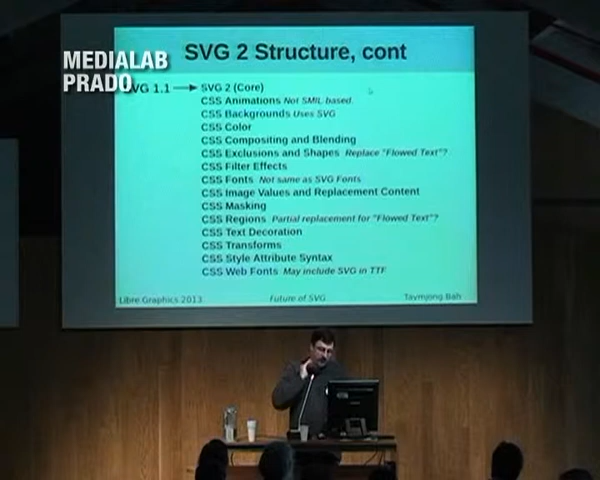 MEDIALAB
PRADO
SVG 2 Structure, cont
VG 1.1 SVG 2 (Core)
CSS Animations Not SMIL based.
CSS Backgrounds Uses SVG
CSS Color
CSS Compositing and Blending
CSS Exclusions and Shapes Replace "Flowed Text"?
CSS Filter Effects
CSS Fonts Not same as SVG Fonts
CSS Image Values and Replacement Content
CSS Masking
CSS Regions Partial replacement for "Flowed Text"?
CSS Text Decoration
CSS Transforms
CSS Style Attribute Syntax
CSS Web Fonts May include SVG in TTF
Libre Graphics 2013 Future of SVG Tavmjong Bah